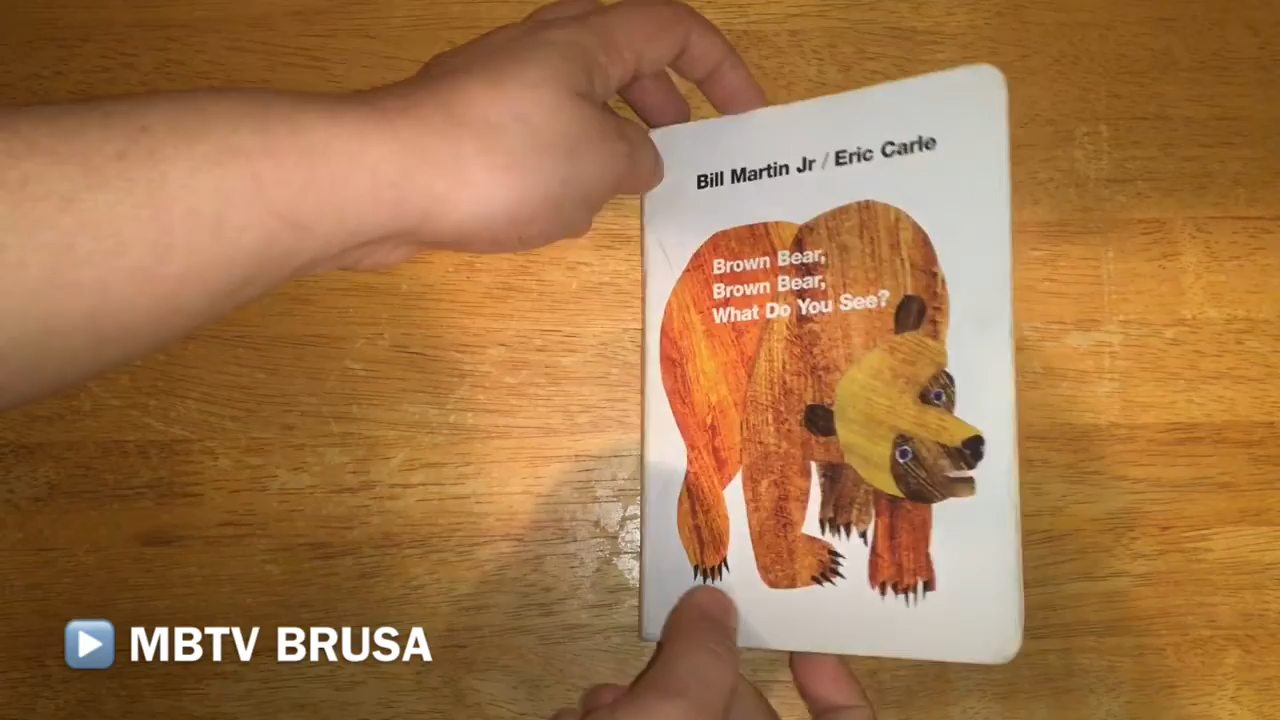 Bill Martin Jr / Eric Carle
Brown Bear,
Brown Bear,
What Do You See?
MBTV BRUSA